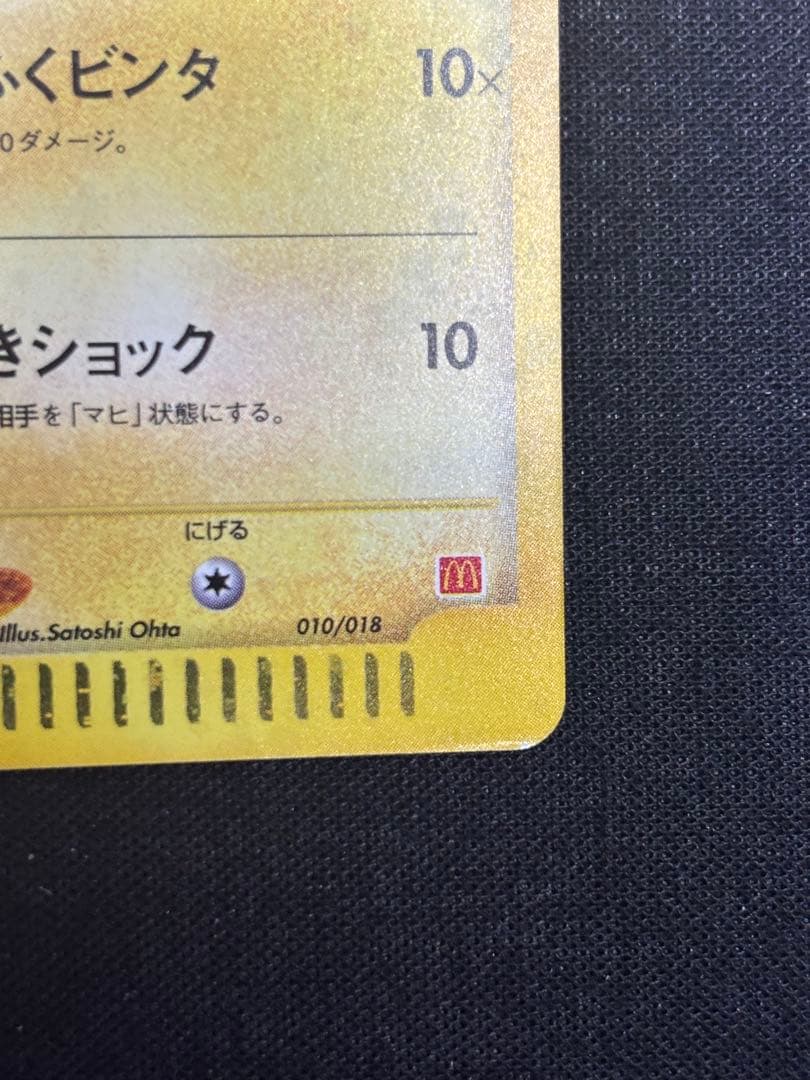 ふくビンタ 10×
0ダメージ。
きショック 10
相手を「マヒ」状態にする。
にげる
Illus.Satoshi Ohta 010/018